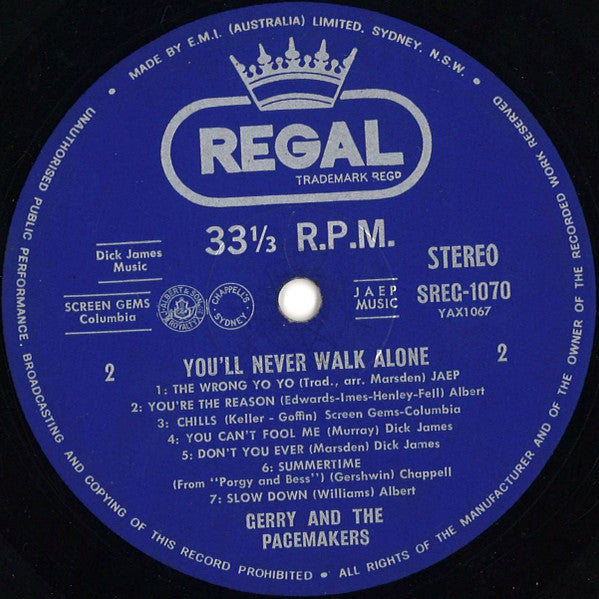 • MADE BY E.M.I. (AUSTRALIA) LIMITED, SYDNEY, N.S.W. •
UNAUTHORISED PUBLIC PERFORMANCE, BROADCASTING AND COPYING OF THIS RECORD PROHIBITED • ALL RIGHTS OF THE MANUFACTURER AND OF THE OWNER OF THE RECORDED WORK RESERVED
REGAL
TRADEMARK REGD
33⅓ R.P.M.
Dick James
Music
STEREO
SCREEN GEMS
Columbia
J. ALBERT & SON
ROYALTY
CHAPPELL'S
SYDNEY
JAEP
MUSIC
SREG-1070
YAX1067
2 YOU'LL NEVER WALK ALONE 2
1: THE WRONG YO YO (Trad., arr. Marsden) JAEP
2: YOU'RE THE REASON (Edwards-Imes-Henley-Fell) Albert
3: CHILLS (Keller - Goffin) Screen Gems-Columbia
4: YOU CAN'T FOOL ME (Murray) Dick James
5: DON'T YOU EVER (Marsden) Dick James
6: SUMMERTIME
(From "Porgy and Bess") (Gershwin) Chappell
7: SLOW DOWN (Williams) Albert
GERRY AND THE
PACEMAKERS